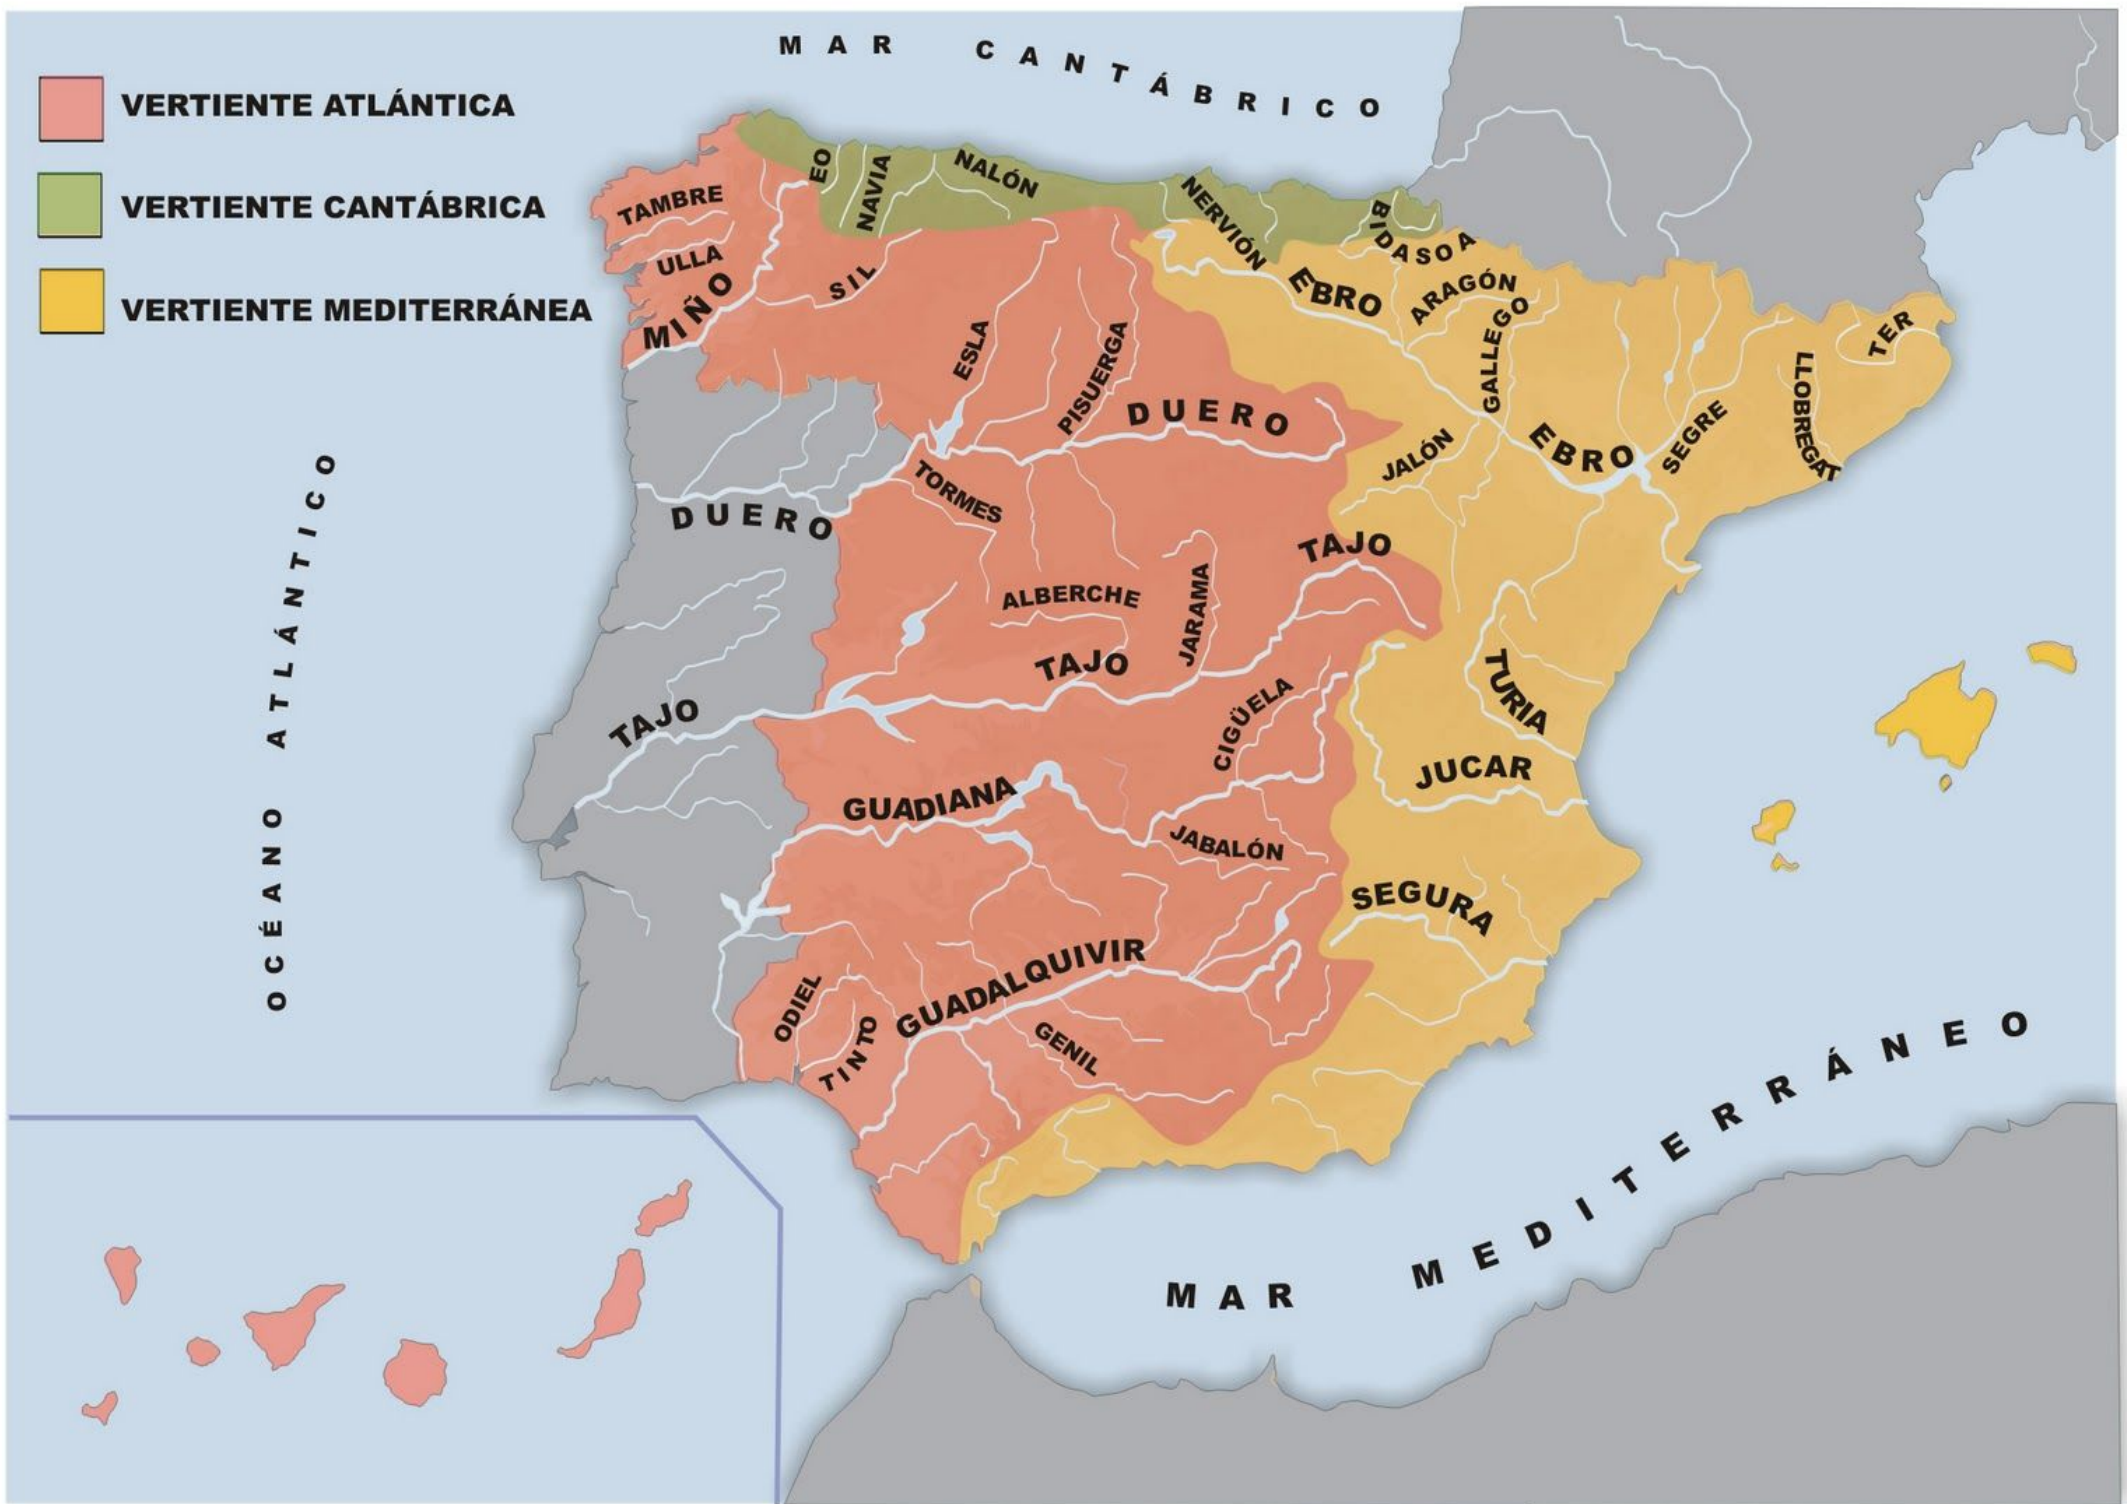 MAR CANTÁBRICO
VERTIENTE ATLÁNTICA
VERTIENTE CANTÁBRICA
VERTIENTE MEDITERRÁNEA
EO
NAVIA
NALÓN
NERVIÓN
BIDASOA
TAMBRE
ULLA
MIÑO
SIL
ESLA
PISUERGA
DUERO
EBRO
ARAGÓN
GALLEGO
TER
LLOBREGAT
JALÓN
EBRO
SEGRE
TORMES
DUERO
OCÉANO ATLÁNTICO
TAJO
ALBERCHE
JARAMA
TAJO
TAJO
CIGÜELA
TURIA
JUCAR
GUADIANA
JABALÓN
SEGURA
GUADALQUIVIR
ODIEL
TINTO
GENIL
MAR MEDITERRÁNEO